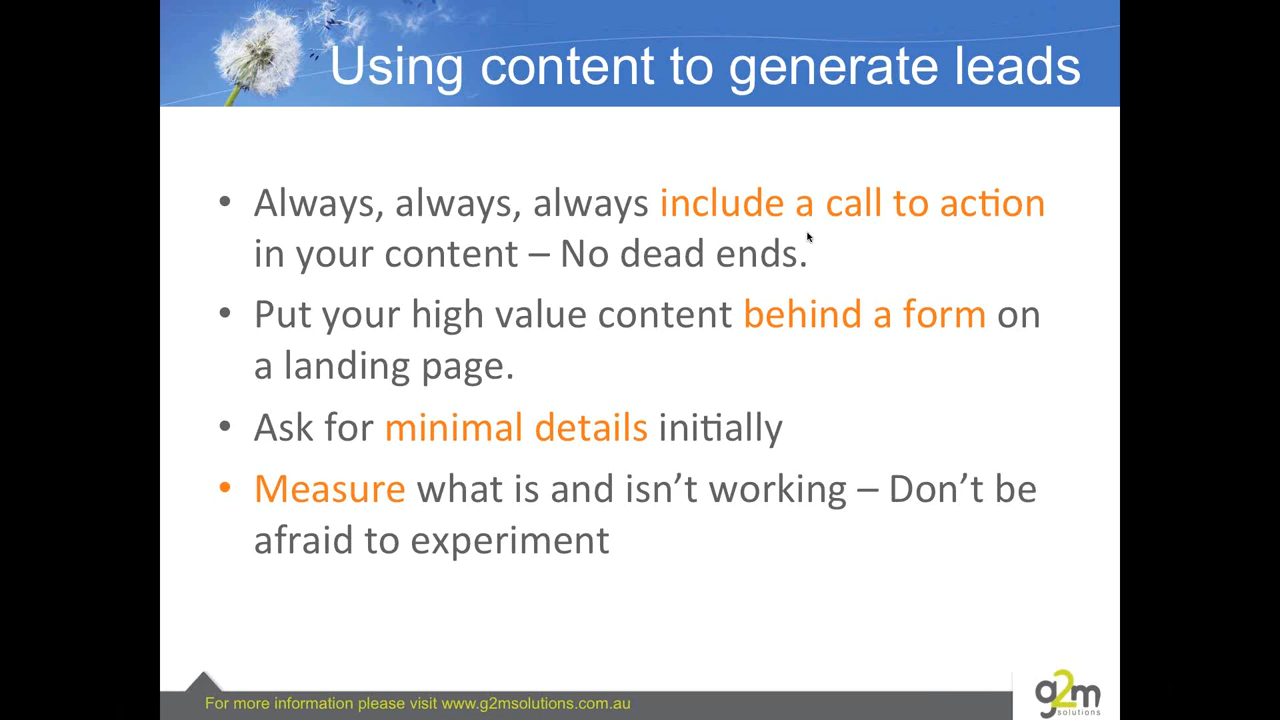 Using content to generate leads
• Always, always, always include a call to action
in your content – No dead ends.
• Put your high value content behind a form on
a landing page.
• Ask for minimal details initially
• Measure what is and isn’t working – Don’t be
afraid to experiment
For more information please visit www.g2msolutions.com.au
g2m
solutions